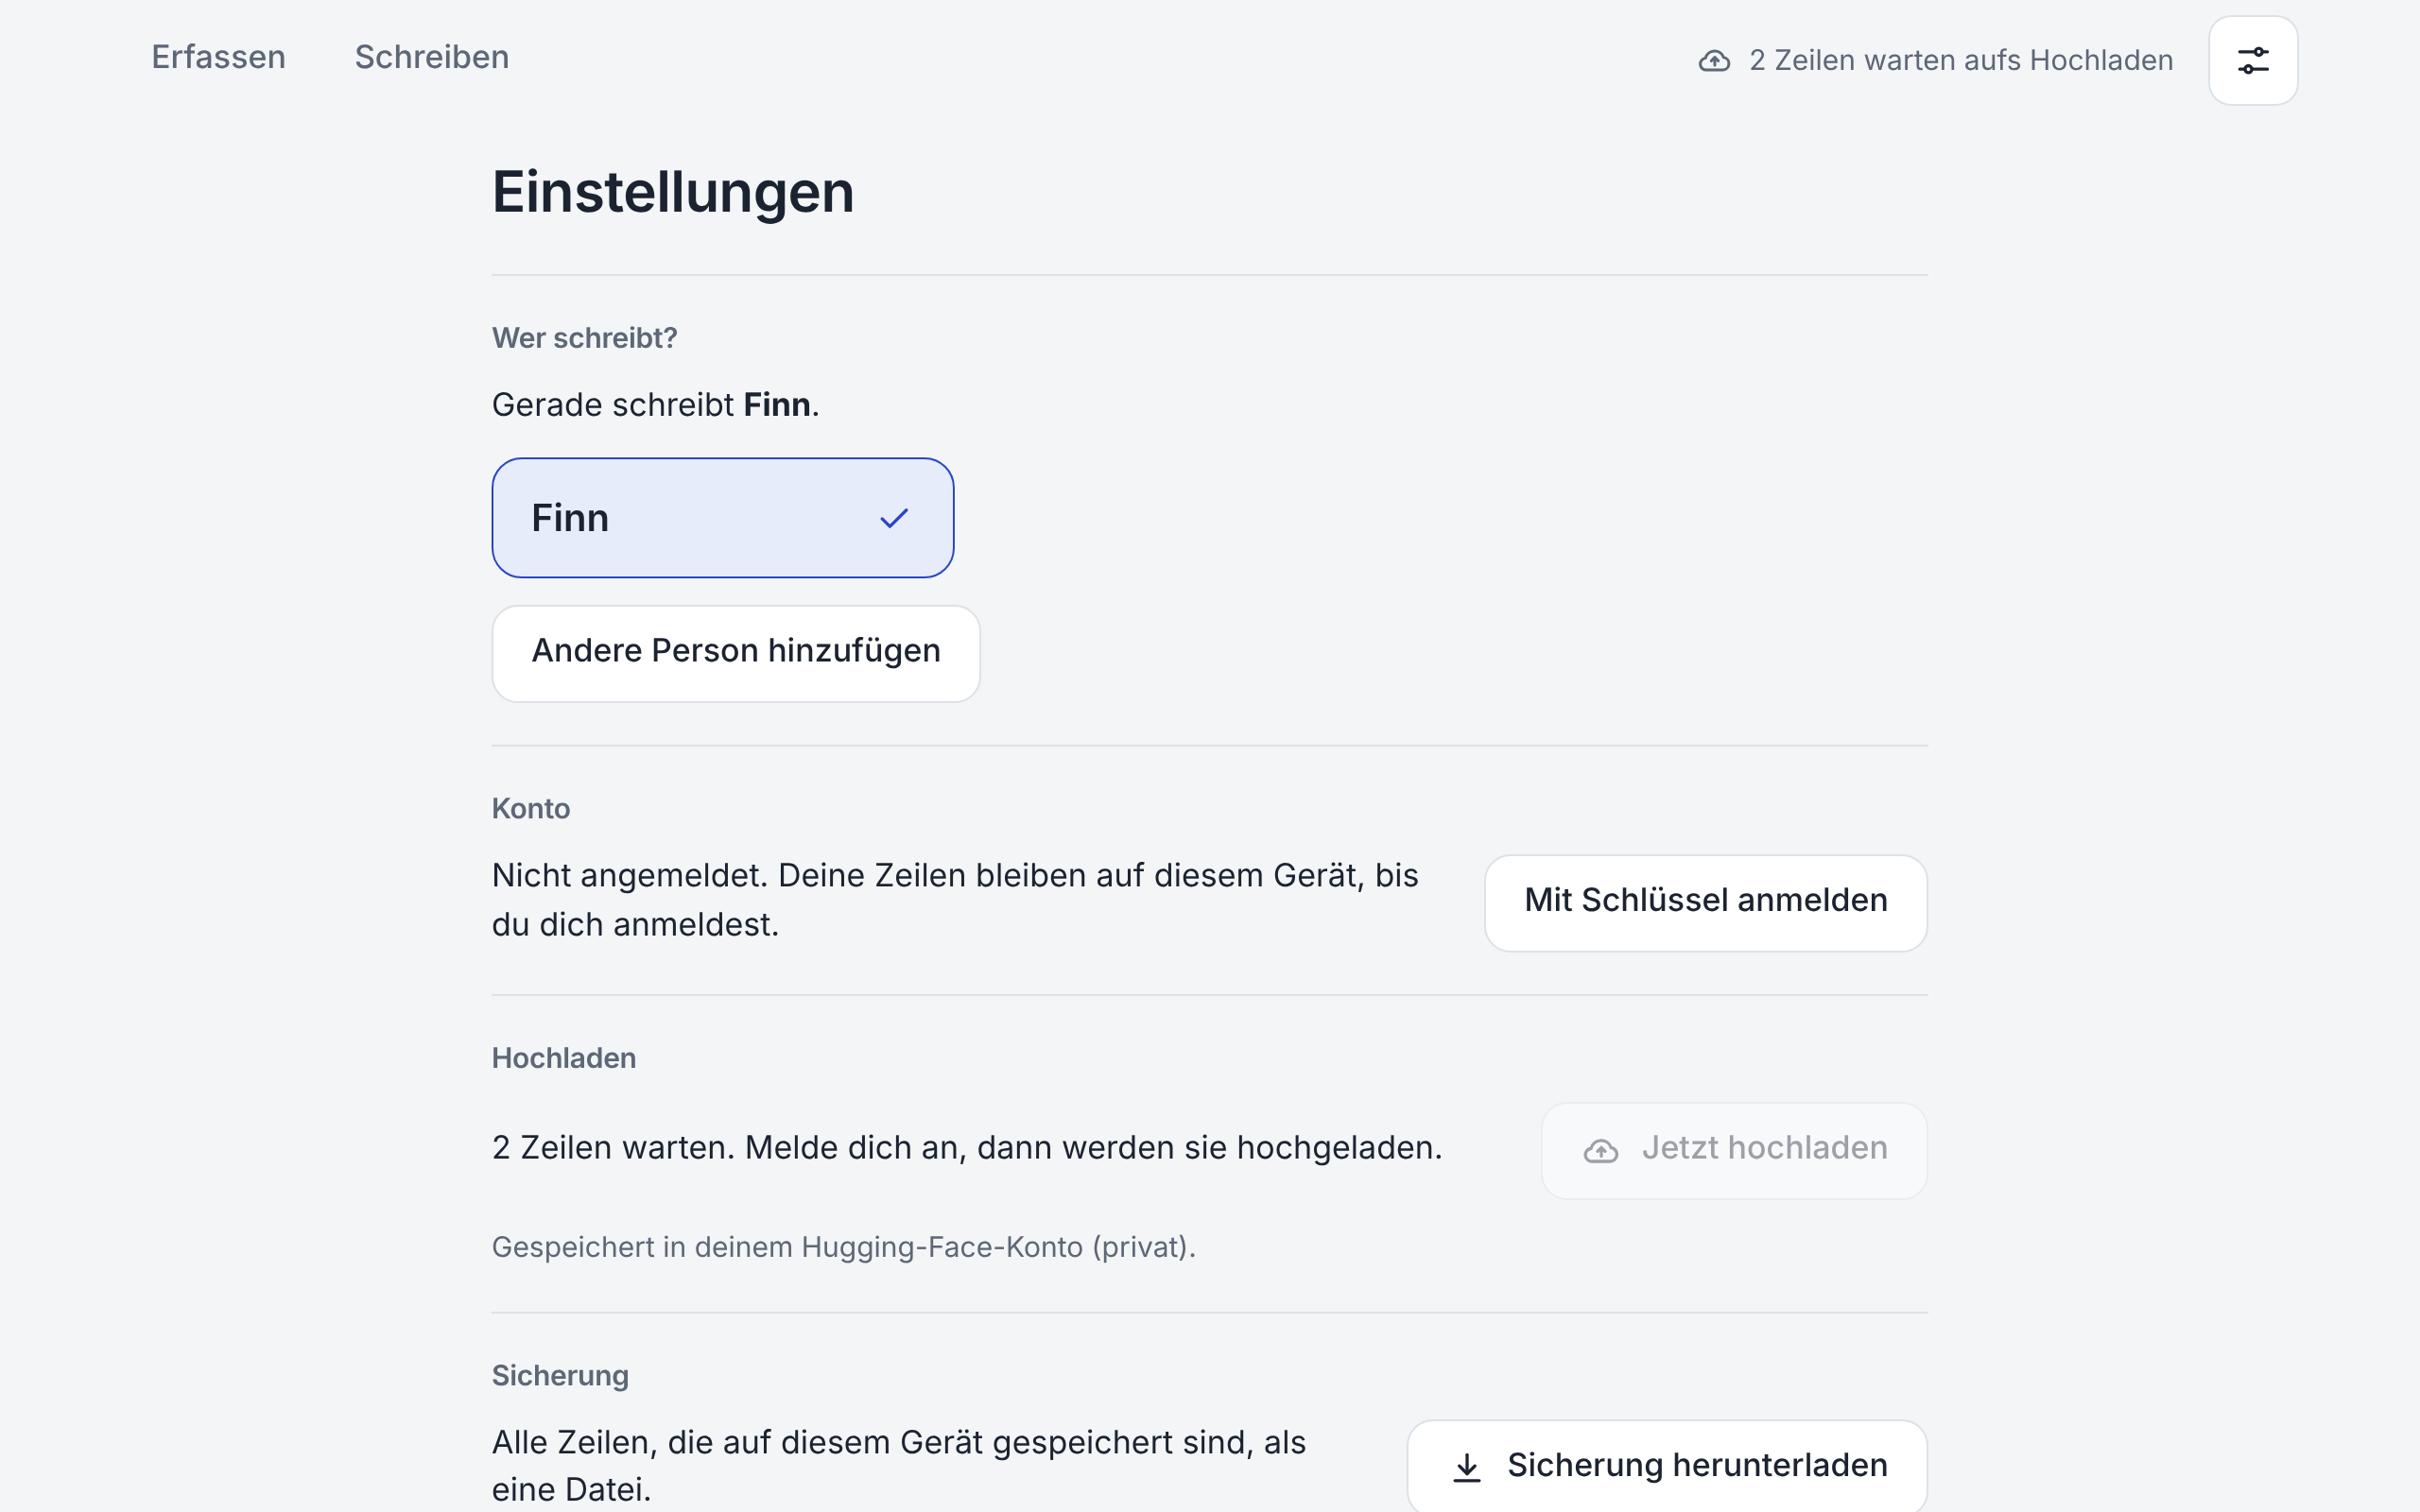 Erfassen
Schreiben
2 Zeilen warten aufs Hochladen
Einstellungen
Wer schreibt?
Gerade schreibt Finn.
Finn
Andere Person hinzufügen
Konto
Nicht angemeldet. Deine Zeilen bleiben auf diesem Gerät, bis
du dich anmeldest.
Mit Schlüssel anmelden
Hochladen
2 Zeilen warten. Melde dich an, dann werden sie hochgeladen.
Jetzt hochladen
Gespeichert in deinem Hugging-Face-Konto (privat).
Sicherung
Alle Zeilen, die auf diesem Gerät gespeichert sind, als
eine Datei.
Sicherung herunterladen